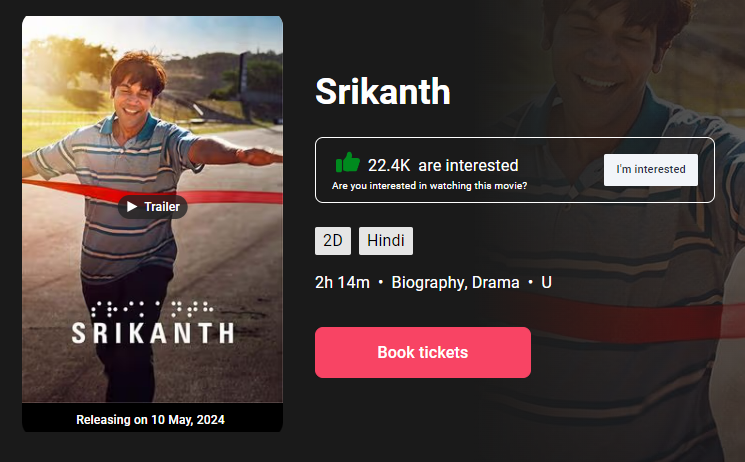 Trailer
SRIKANTH
Releasing on 10 May, 2024
Srikanth
22.4K are interested
Are you interested in watching this movie?
I'm interested
2D Hindi
2h 14m • Biography, Drama • U
Book tickets